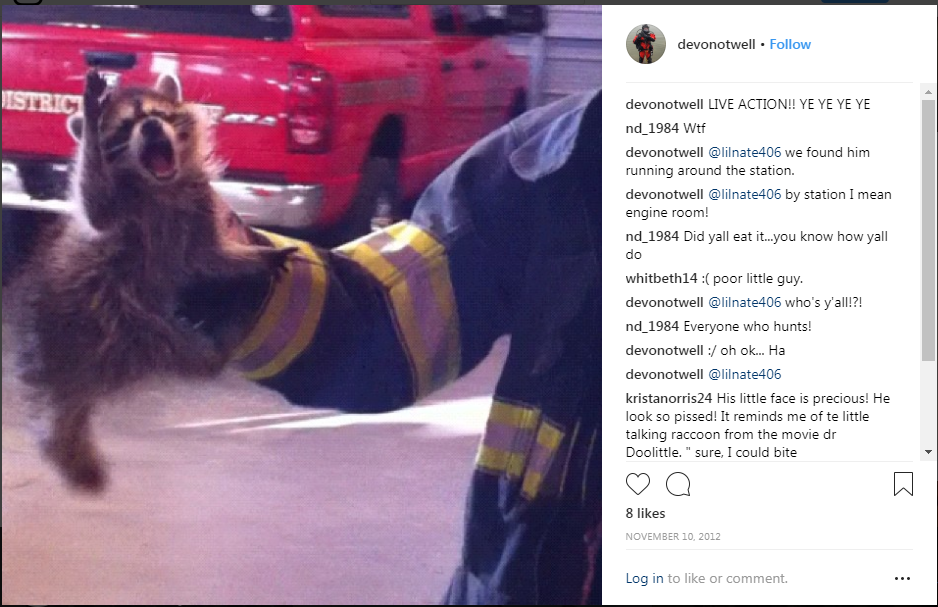 DISTRICT
4x4
devonotwell • Follow
devonotwell LIVE ACTION!! YE YE YE YE
nd_1984 Wtf
devonotwell @lilnate406 we found him
running around the station.
devonotwell @lilnate406 by station I mean
engine room!
nd_1984 Did yall eat it...you know how yall
do
whitbeth14 :( poor little guy.
devonotwell @lilnate406 who's y'all!?!
nd_1984 Everyone who hunts!
devonotwell :/ oh ok... Ha
devonotwell @lilnate406
kristanorris24 His little face is precious! He
look so pissed! It reminds me of te little
talking raccoon from the movie dr
Doolittle. " sure, I could bite
8 likes
NOVEMBER 10, 2012
Log in to like or comment.